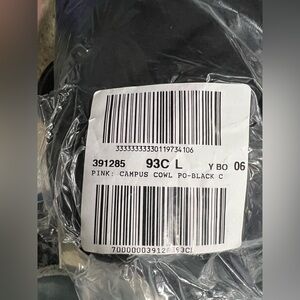 33333333330119734106
391285 93C L Y BO 06
PINK: CAMPUS COWL PO-BLACK C